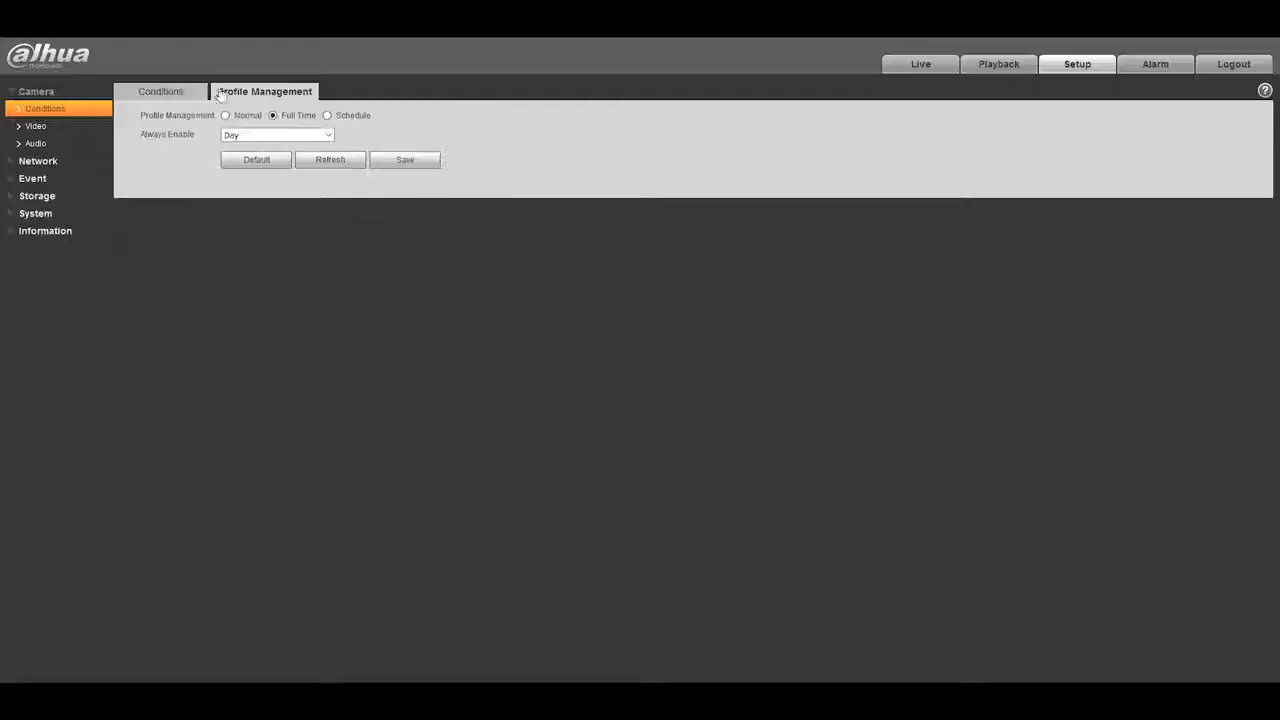 alhua
TECHNOLOGY
Live Playback Setup Alarm Logout
Camera
Conditions
Video
Audio
Network
Event
Storage
System
Information
Conditions Profile Management
Profile Management Normal Full Time Schedule
Always Enable Day
Default Refresh Save
?